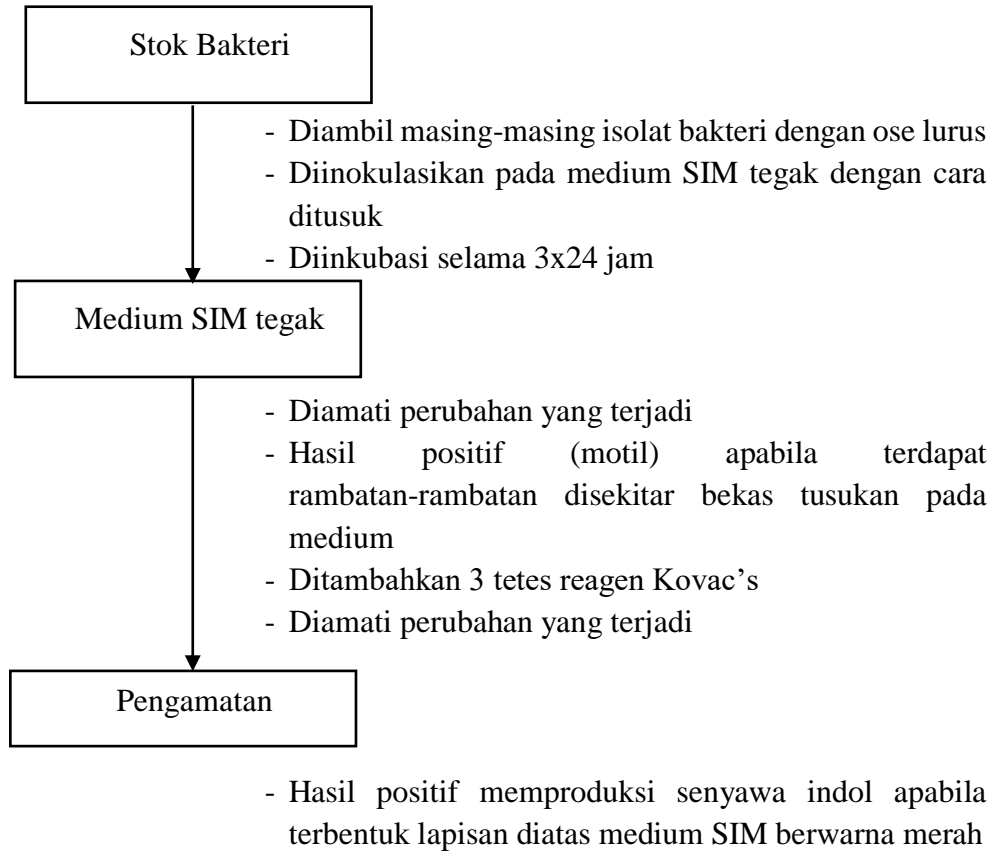 Stok Bakteri
- Diambil masing-masing isolat bakteri dengan ose lurus
- Diinokulasikan pada medium SIM tegak dengan cara
ditusuk
- Diinkubasi selama 3x24 jam
Medium SIM tegak
- Diamati perubahan yang terjadi
- Hasil positif (motil) apabila terdapat
rambatan-rambatan disekitar bekas tusukan pada
medium
- Ditambahkan 3 tetes reagen Kovac’s
- Diamati perubahan yang terjadi
Pengamatan
- Hasil positif memproduksi senyawa indol apabila
terbentuk lapisan diatas medium SIM berwarna merah